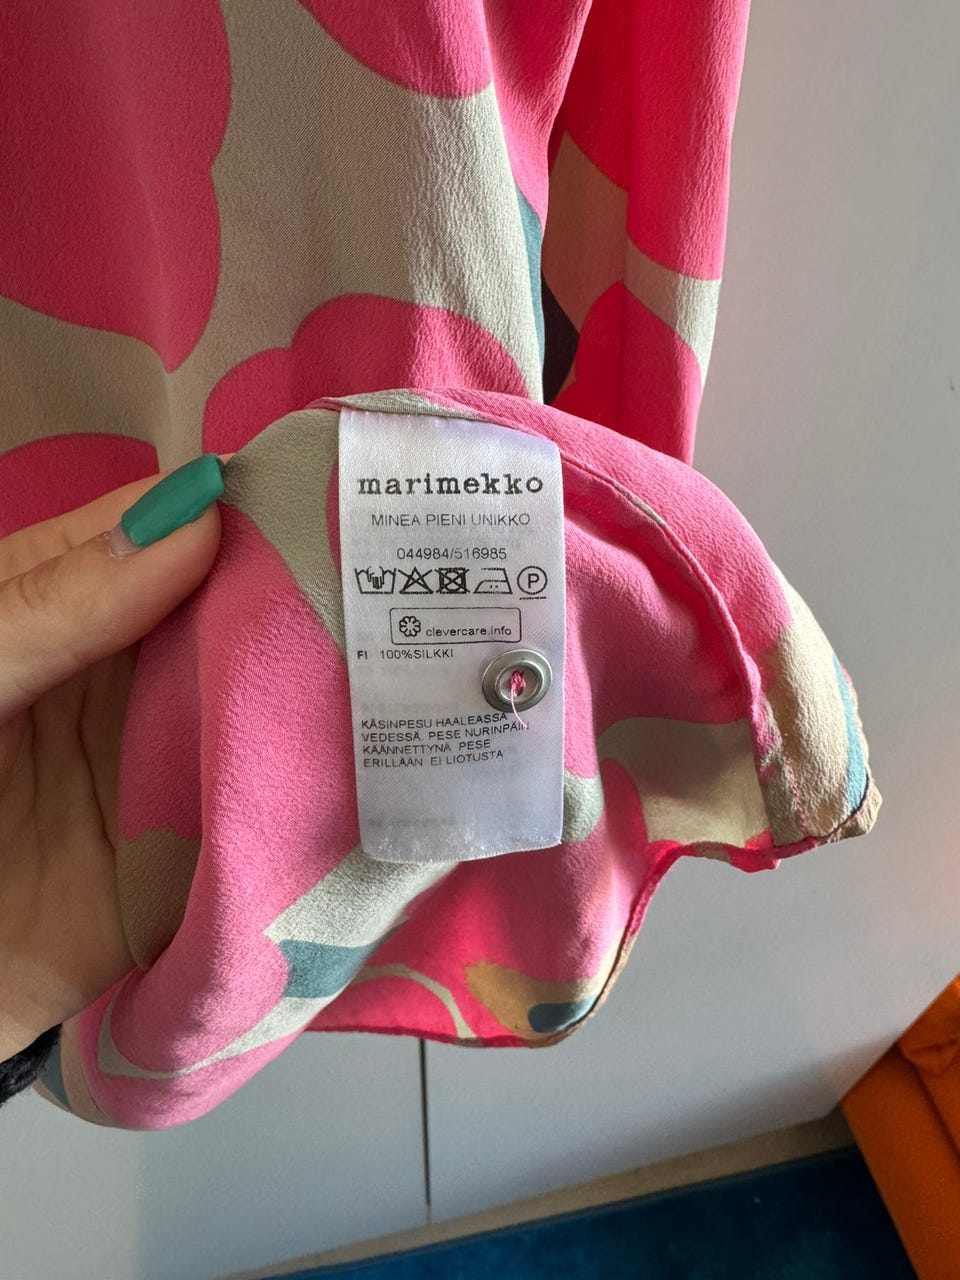 marimekko
MINEA PIENI UNIKKO
044984/516985
P
clevercare.info
FI 100%SILKKI
KÄSINPESU HAALEASSA
VEDESSÄ. PESE NURINPÄIN
KÄÄNNETTYNÄ. PESE
ERILLÄÄN. EI LIOTUSTA